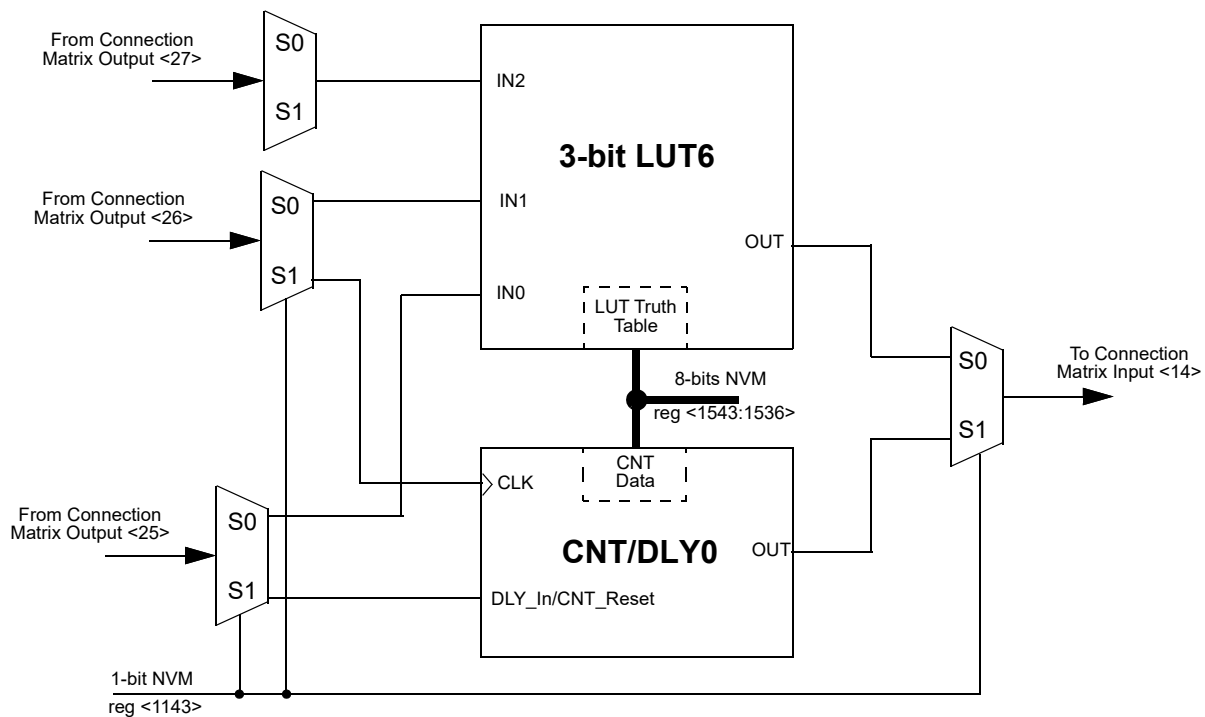 From Connection
Matrix Output <27>
S0
S1
IN2
3-bit LUT6
From Connection
Matrix Output <26>
S0
S1
IN1
OUT
IN0
LUT Truth
Table
S0
S1
To Connection
Matrix Input <14>
8-bits NVM
reg <1543:1536>
CNT
Data
CLK
From Connection
Matrix Output <25>
S0
S1
CNT/DLY0
OUT
DLY_In/CNT_Reset
1-bit NVM
reg <1143>